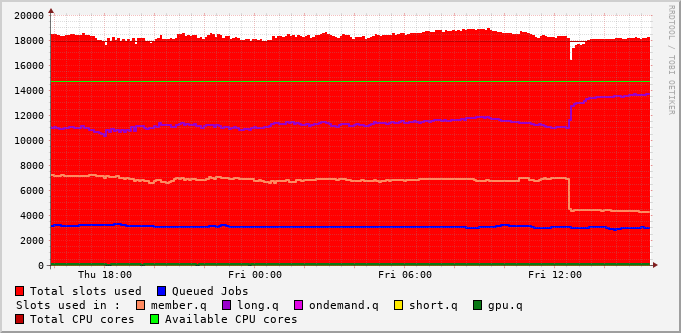 20000
18000
16000
14000
12000
10000
8000
6000
4000
2000
0
Thu 18:00 Fri 00:00 Fri 06:00 Fri 12:00
RRDTOOL / TOBI OETIKER
Total slots used Queued Jobs
Slots used in : member.q long.q ondemand.q short.q gpu.q
Total CPU cores Available CPU cores